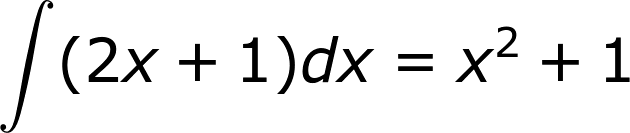 ∫(2x + 1)dx = x² + 1